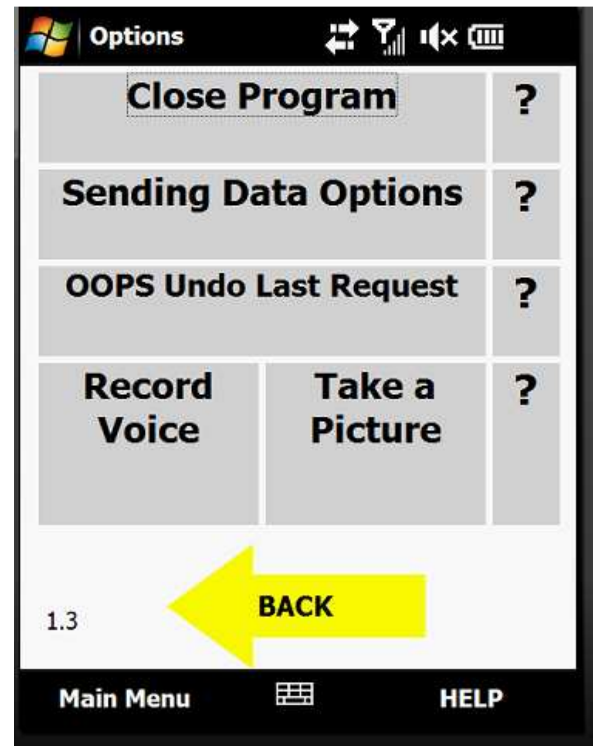 Options
Close Program ?
Sending Data Options ?
OOPS Undo Last Request ?
Record Take a ?
Voice Picture
BACK
1.3
Main Menu HELP